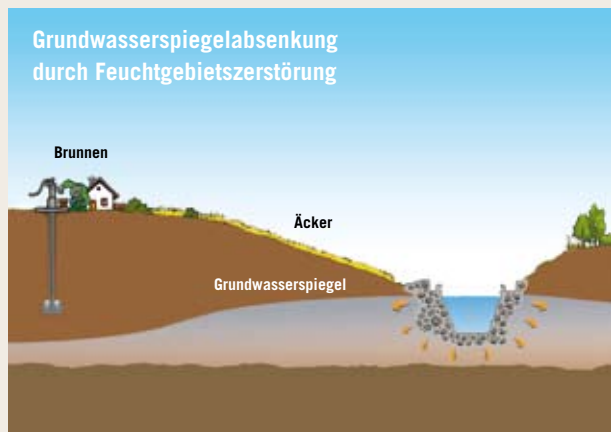 Grundwasserspiegelabsenkung
durch Feuchtgebietszerstörung
Brunnen
Äcker
Grundwasserspiegel